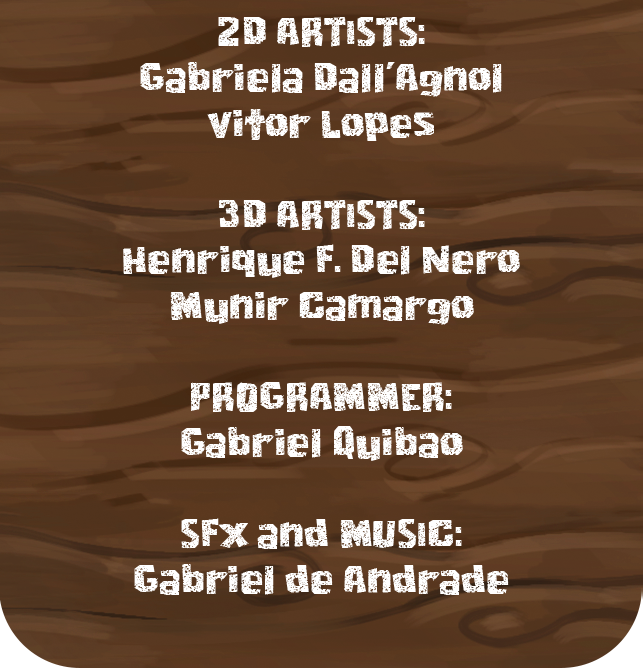 2D ARTISTS:
Gabriela Dall'Agnol
Vitor Lopes
3D ARTISTS:
Henrique F. Del Nero
Munir Camargo
PROGRAMMER:
Gabriel Quibao
SFX and MUSIC:
Gabriel de Andrade